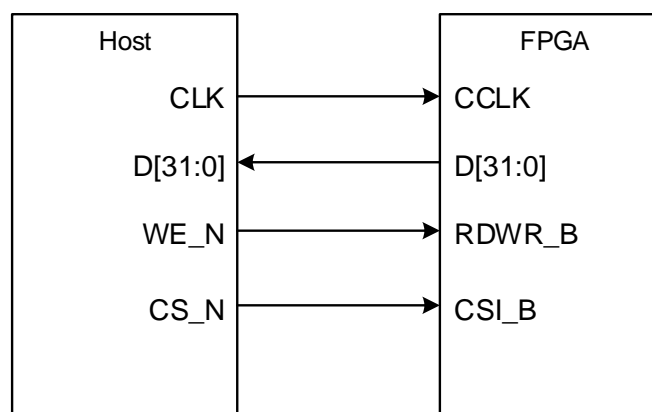 Host FPGA
CLK CCLK
D[31:0] D[31:0]
WE_N RDWR_B
CS_N CSI_B